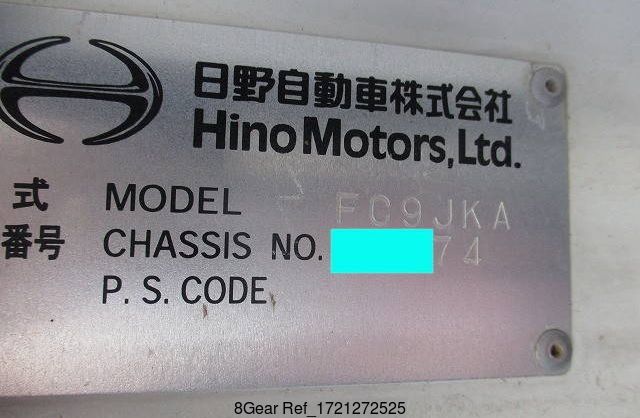 日野自動車株式会社
Hino Motors, Ltd.
式 MODEL FC9JKA
番号 CHASSIS NO. 74
P. S. CODE
8Gear Ref_1721272525